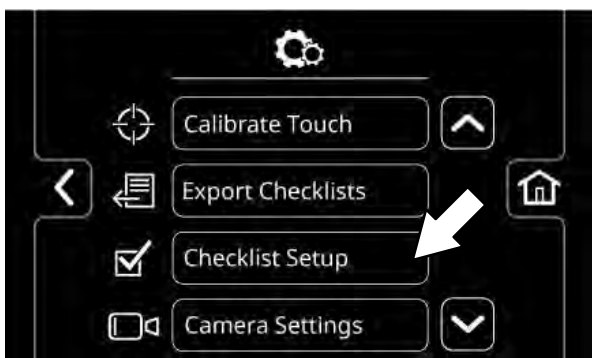 Calibrate Touch
Export Checklists
Checklist Setup
Camera Settings